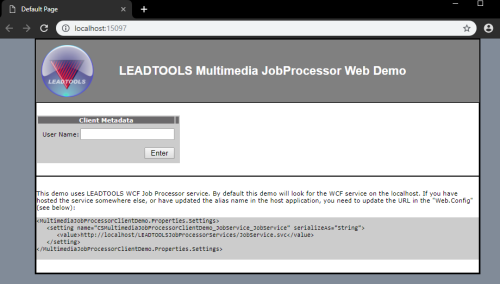 Default Page
localhost:15097
LEADTOOLS
LEADTOOLS Multimedia JobProcessor Web Demo
Client Metadata
User Name:
Enter
This demo uses LEADTOOLS WCF Job Processor service. By default this demo will look for the WCF service on the localhost. If you have
hosted the service somewhere else, or have updated the alias name in the host application, you need to update the URL in the "Web.Config"
(see below):
<MultimediaJobProcessorClientDemo.Properties.Settings>
<setting name="CSMultimediaJobProcessorClientDemo_JobService_JobService" serializeAs="String">
<value>http://localhost/LEADTOOLSJobProcessorServices/JobService.svc</value>
</setting>
</MultimediaJobProcessorClientDemo.Properties.Settings>